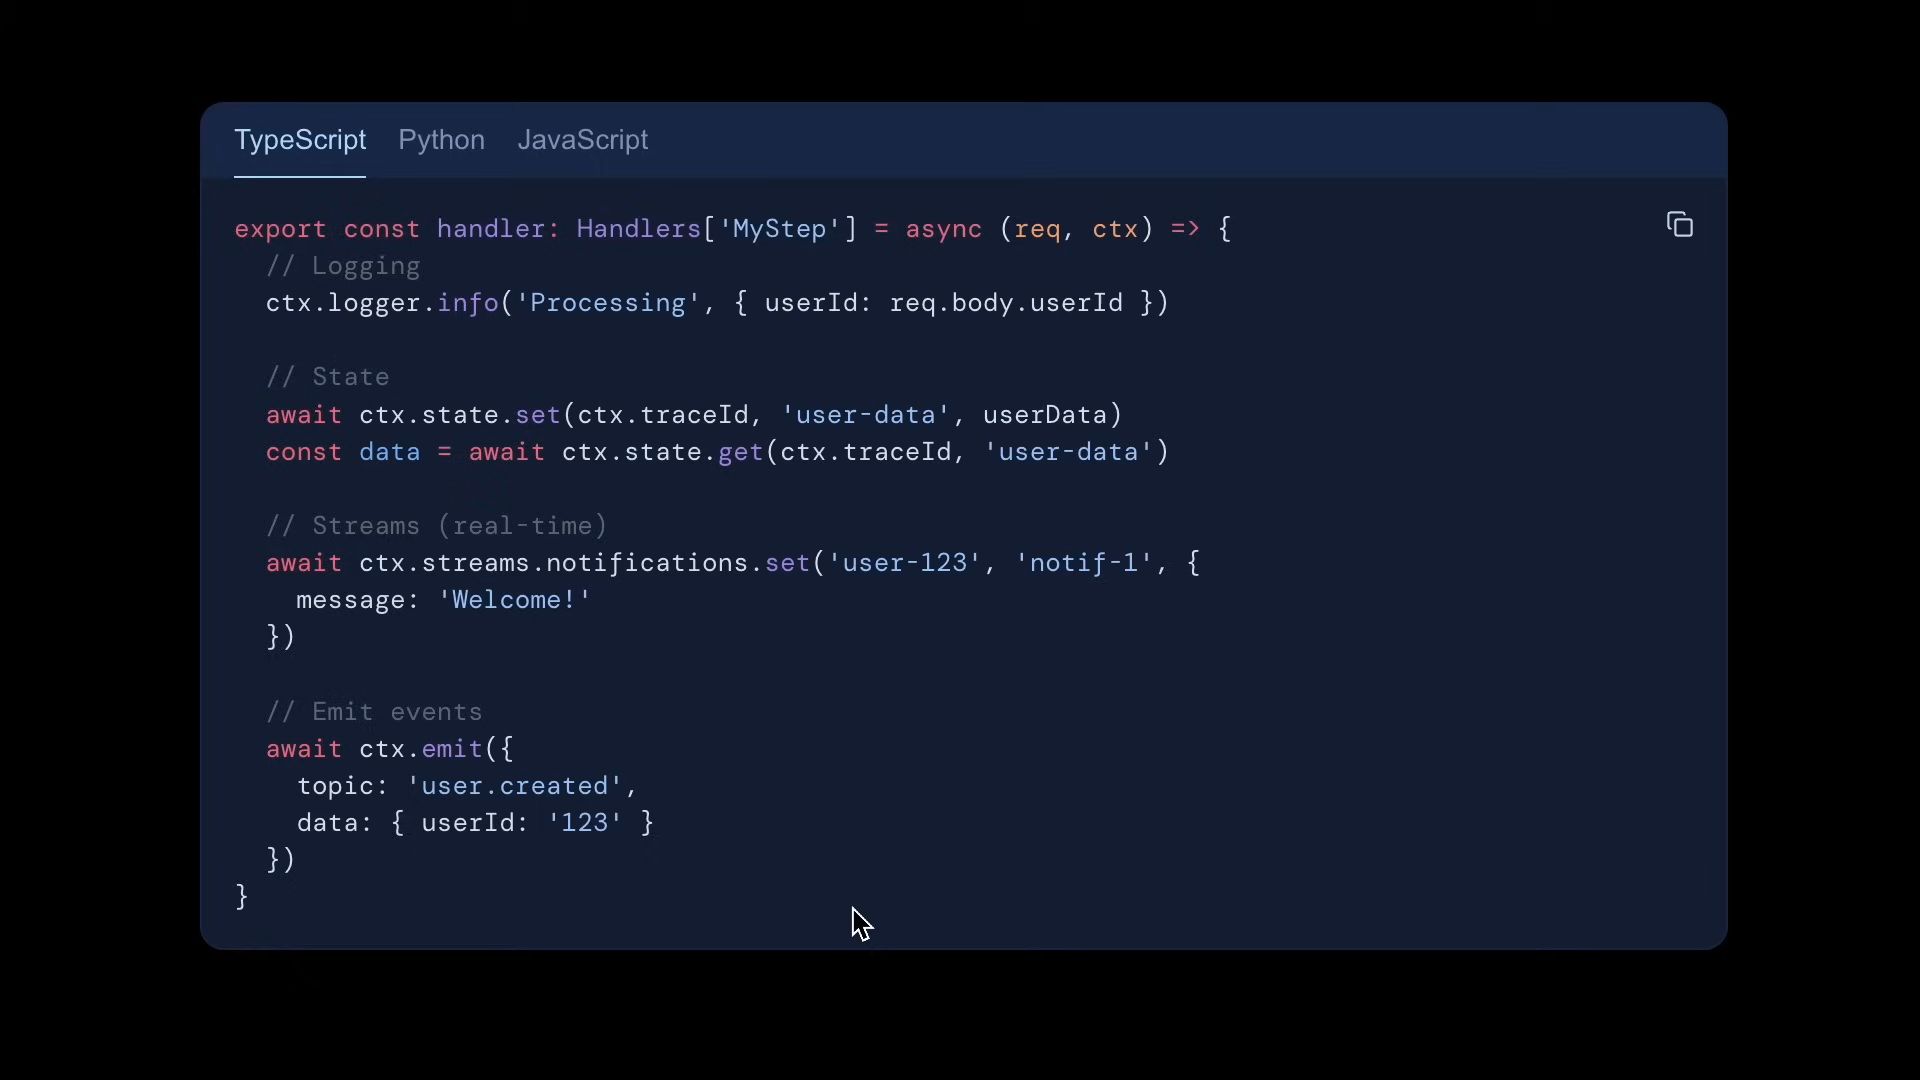 TypeScript Python JavaScript
export const handler: Handlers['MyStep'] = async (req, ctx) => {
  // Logging
  ctx.logger.info('Processing', { userId: req.body.userId })

  // State
  await ctx.state.set(ctx.traceId, 'user-data', userData)
  const data = await ctx.state.get(ctx.traceId, 'user-data')

  // Streams (real-time)
  await ctx.streams.notifications.set('user-123', 'notif-1', {
    message: 'Welcome!'
  })

  // Emit events
  await ctx.emit({
    topic: 'user.created',
    data: { userId: '123' }
  })
}